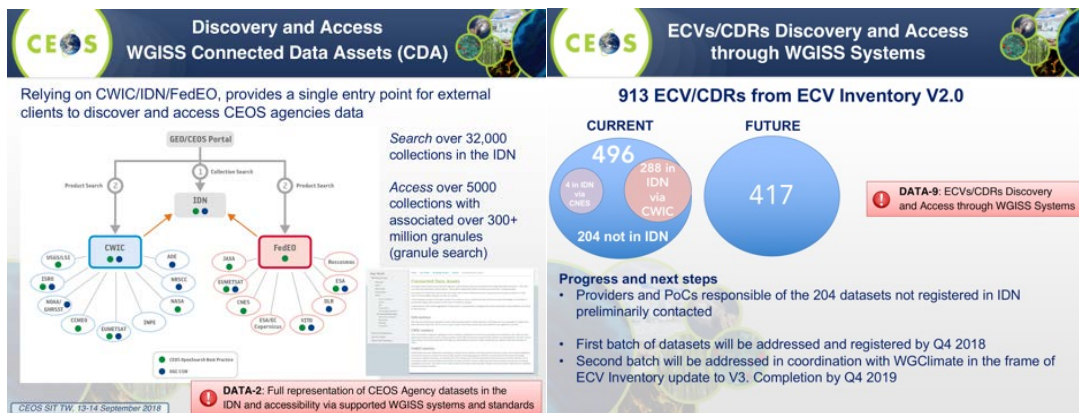 CEOS
Discovery and Access
WGISS Connected Data Assets (CDA)
Relying on CWIC/IDN/FedEO, provides a single entry point for external
clients to discover and access CEOS agencies data
GEO/CEOS Portal
1
Collection Search
Product Search
2
2
Product Search
IDN
CWIC
FedEO
USGS/LSI
AOE
ISRO
NRSCC
NOAA/
GHRSST
NASA
CCMEO
EUMETSAT
INPE
JAXA
Roscosmos
EUMETSAT
ESA
CNES
DLR
ESA/EC
Copernicus
VITO
CEOS OpenSearch Best Practice
OGC CSW
Search over 32,000
collections in the IDN
Access over 5000
collections with
associated over 300+
million granules
(granule search)
Connected Data Assets
DATA-2: Full representation of CEOS Agency datasets in the
IDN and accessibility via supported WGISS systems and standards
CEOS SIT TW, 13-14 September 2018
CEOS
ECVs/CDRs Discovery and Access
through WGISS Systems
913 ECV/CDRs from ECV Inventory V2.0
CURRENT
496
4 in IDN
via
CNES
288 in
IDN
via
CWIC
204 not in IDN
FUTURE
417
DATA-9: ECVs/CDRs Discovery
and Access through WGISS Systems
Progress and next steps
• Providers and PoCs responsible of the 204 datasets not registered in IDN
preliminarily contacted
• First batch of datasets will be addressed and registered by Q4 2018
• Second batch will be addressed in coordination with WGClimate in the frame of
ECV Inventory update to V3. Completion by Q4 2019